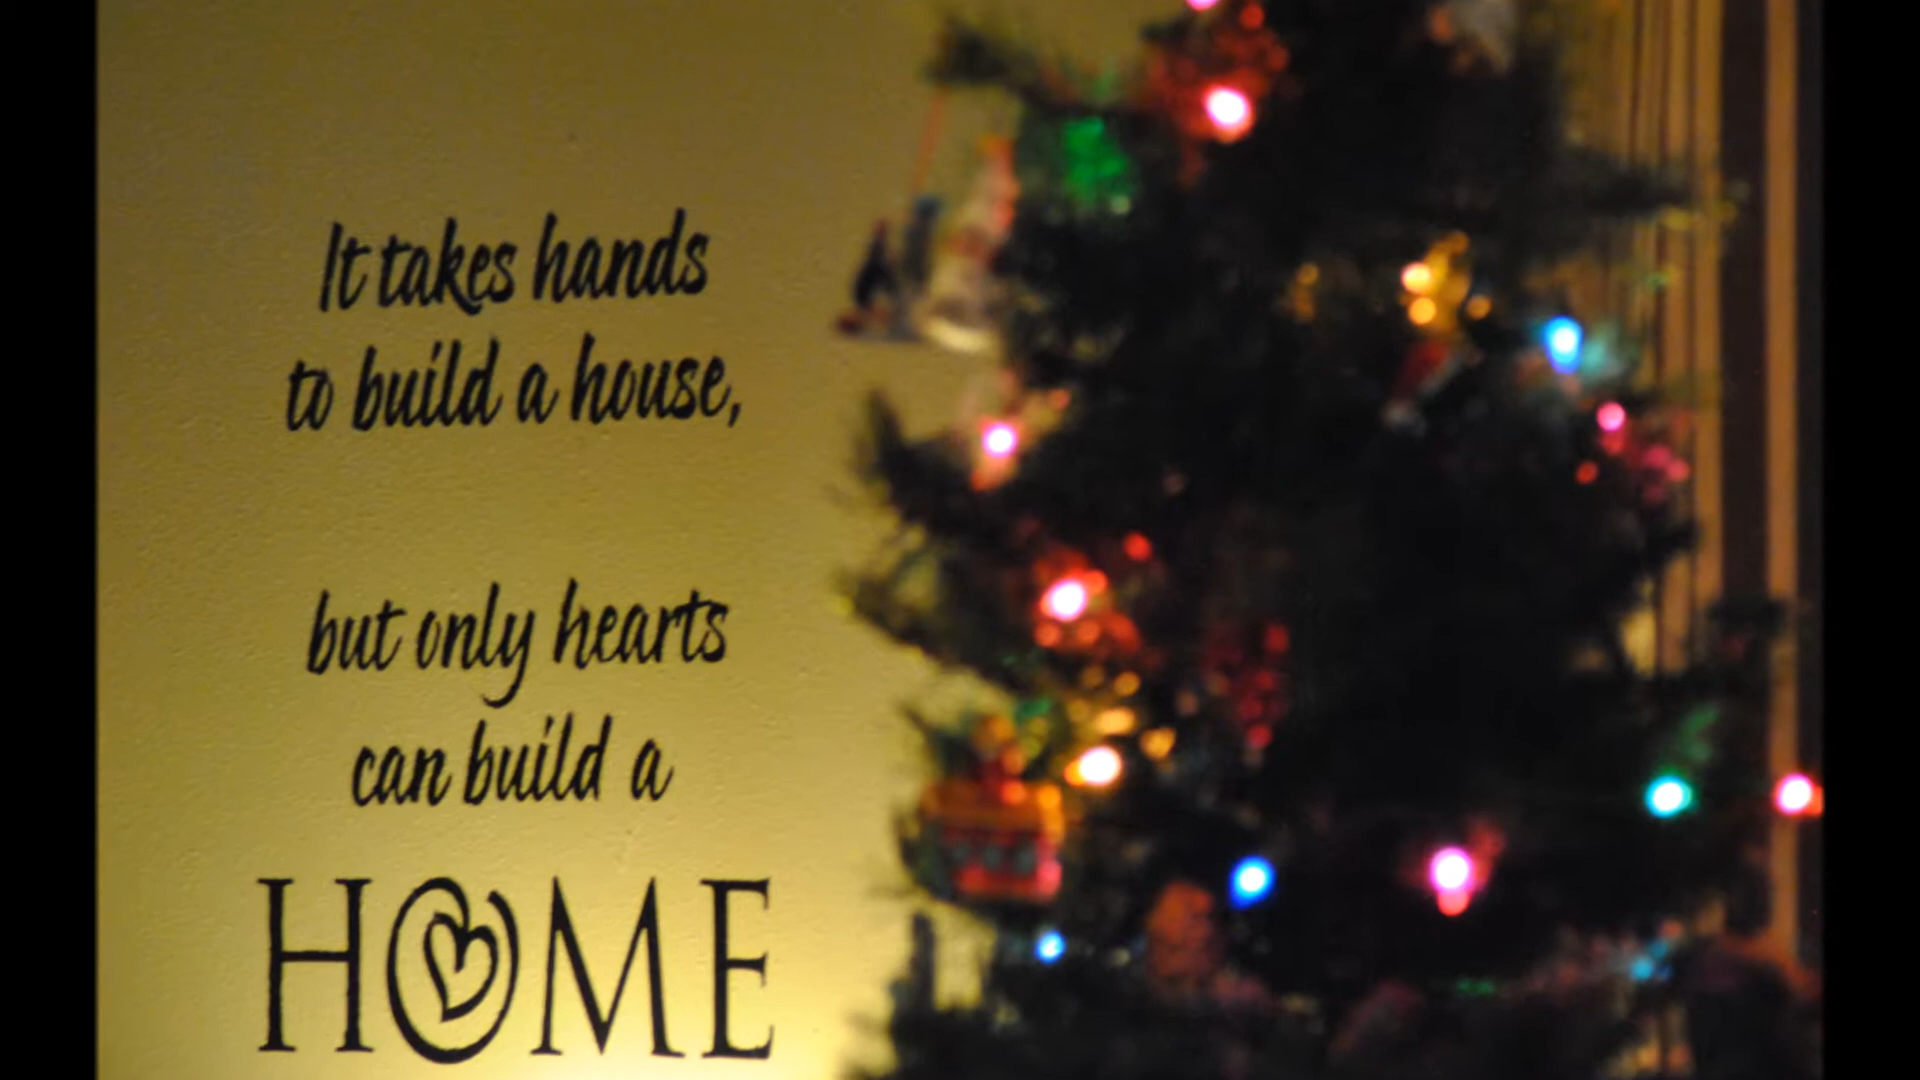 It takes hands
to build a house,
but only hearts
can build a
HOME